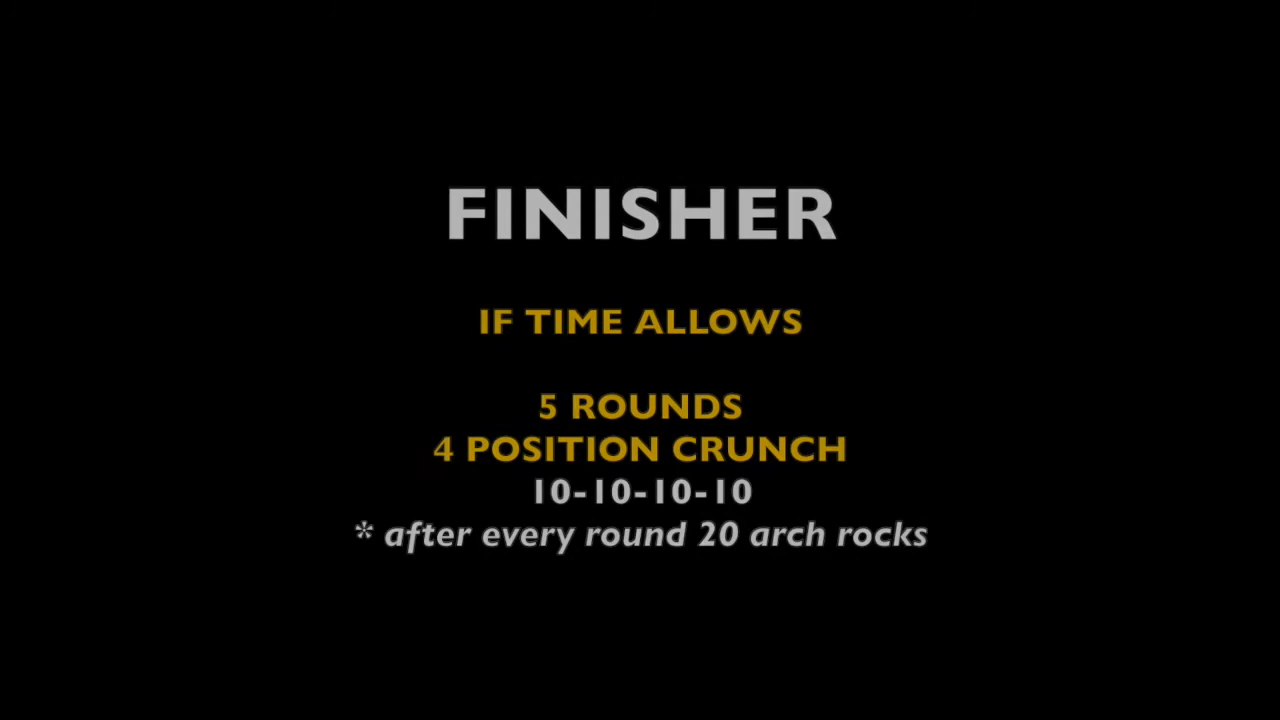 FINISHER
IF TIME ALLOWS
5 ROUNDS
4 POSITION CRUNCH
10-10-10-10
* after every round 20 arch rocks